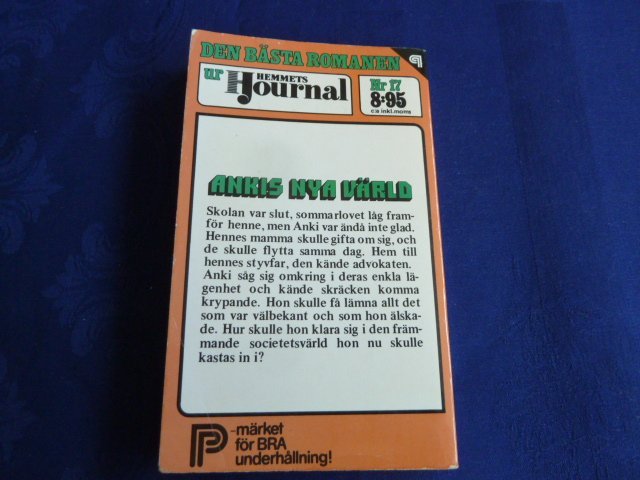 DEN BÄSTA ROMANEN
ur HEMMETS Journal
Nr 17
8:95
c:a inkl.moms
ANKIS NYA VÄRLD
Skolan var slut, sommarlovet låg fram-
för henne, men Anki var ändå inte glad.
Hennes mamma skulle gifta om sig, och
de skulle flytta samma dag. Hem till
hennes styvfar, den kände advokaten.
Anki såg sig omkring i deras enkla lä-
genhet och kände skräcken komma
krypande. Hon skulle få lämna allt det
som var välbekant och som hon älska-
de. Hur skulle hon klara sig i den främ-
mande societetsvärld hon nu skulle
kastas in i?
P -märket
för BRA
underhållning!